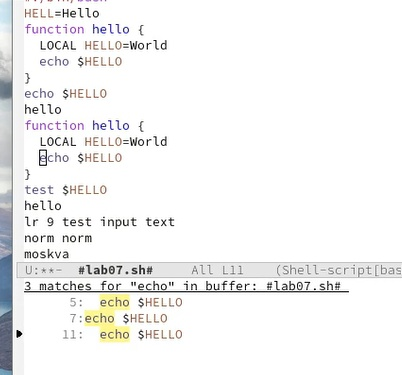 HELL=Hello
function hello {
LOCAL HELLO=World
echo $HELLO
}
echo $HELLO
hello
function hello {
LOCAL HELLO=World
echo $HELLO
}
test $HELLO
hello
lr 9 test input text
norm norm
moskva
U:**- #lab07.sh# All L11 (Shell-script[bas
3 matches for "echo" in buffer: #lab07.sh#
5: echo $HELLO
7:echo $HELLO
11: echo $HELLO